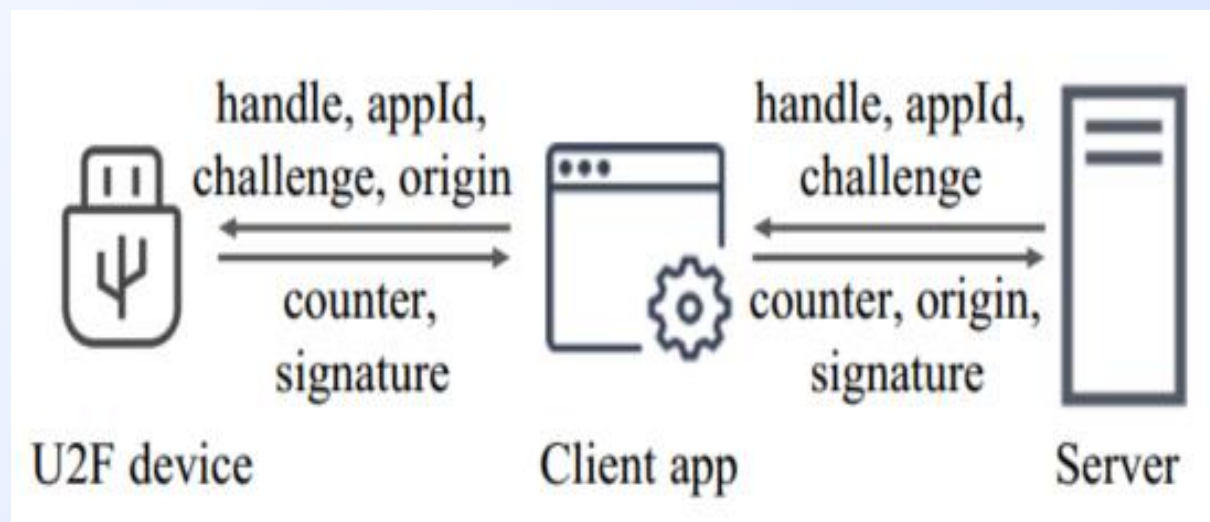 handle, appId,
challenge, origin
counter,
signature
handle, appId,
challenge
counter, origin,
signature
U2F device
Client app
Server